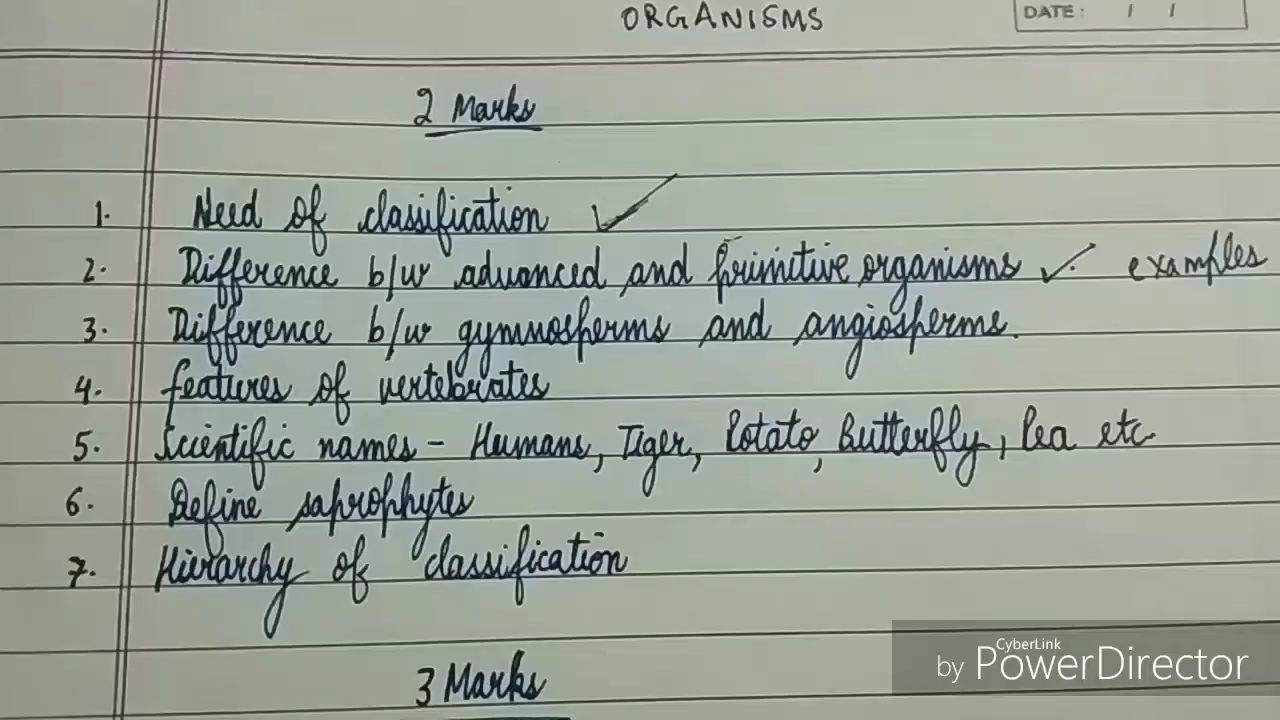 ORGANISMS
DATE: / /
2 Marks
1. Need of classification ✓
2. Difference b/w advanced and primitive organisms ✓. examples
3. Difference b/w gymnosperms and angiosperms.
4. features of vertebrates
5. Scientific names - Humans, Tiger, Potato, Butterfly, Pea etc
6. Define saprophytes
7. Hierarchy of classification
3 Marks
CyberLink
by PowerDirector